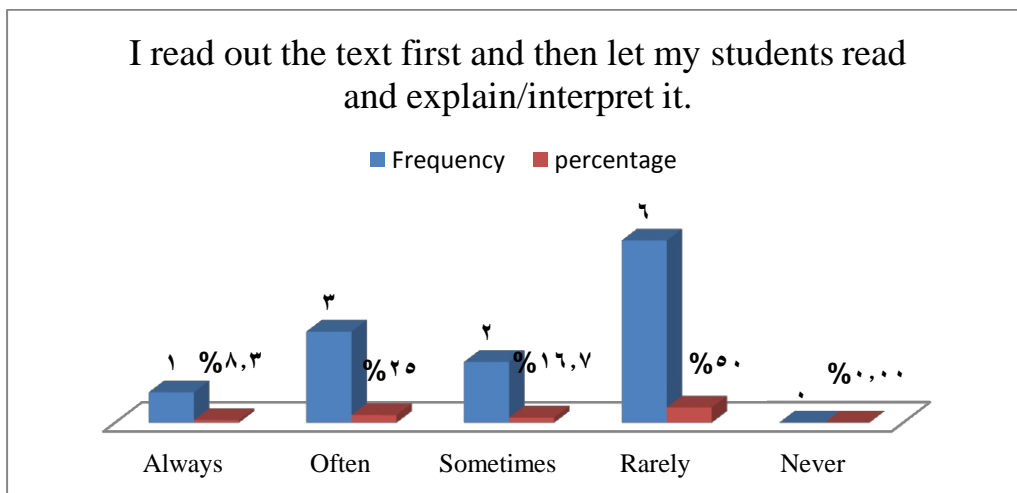 I read out the text first and then let my students read
and explain/interpret it.
Frequency percentage
١ %٨,٣ ٣ %٢٥ ٢ %١٦,٧ ٦ %٥٠ ٠ %٠,٠٠
Always Often Sometimes Rarely Never